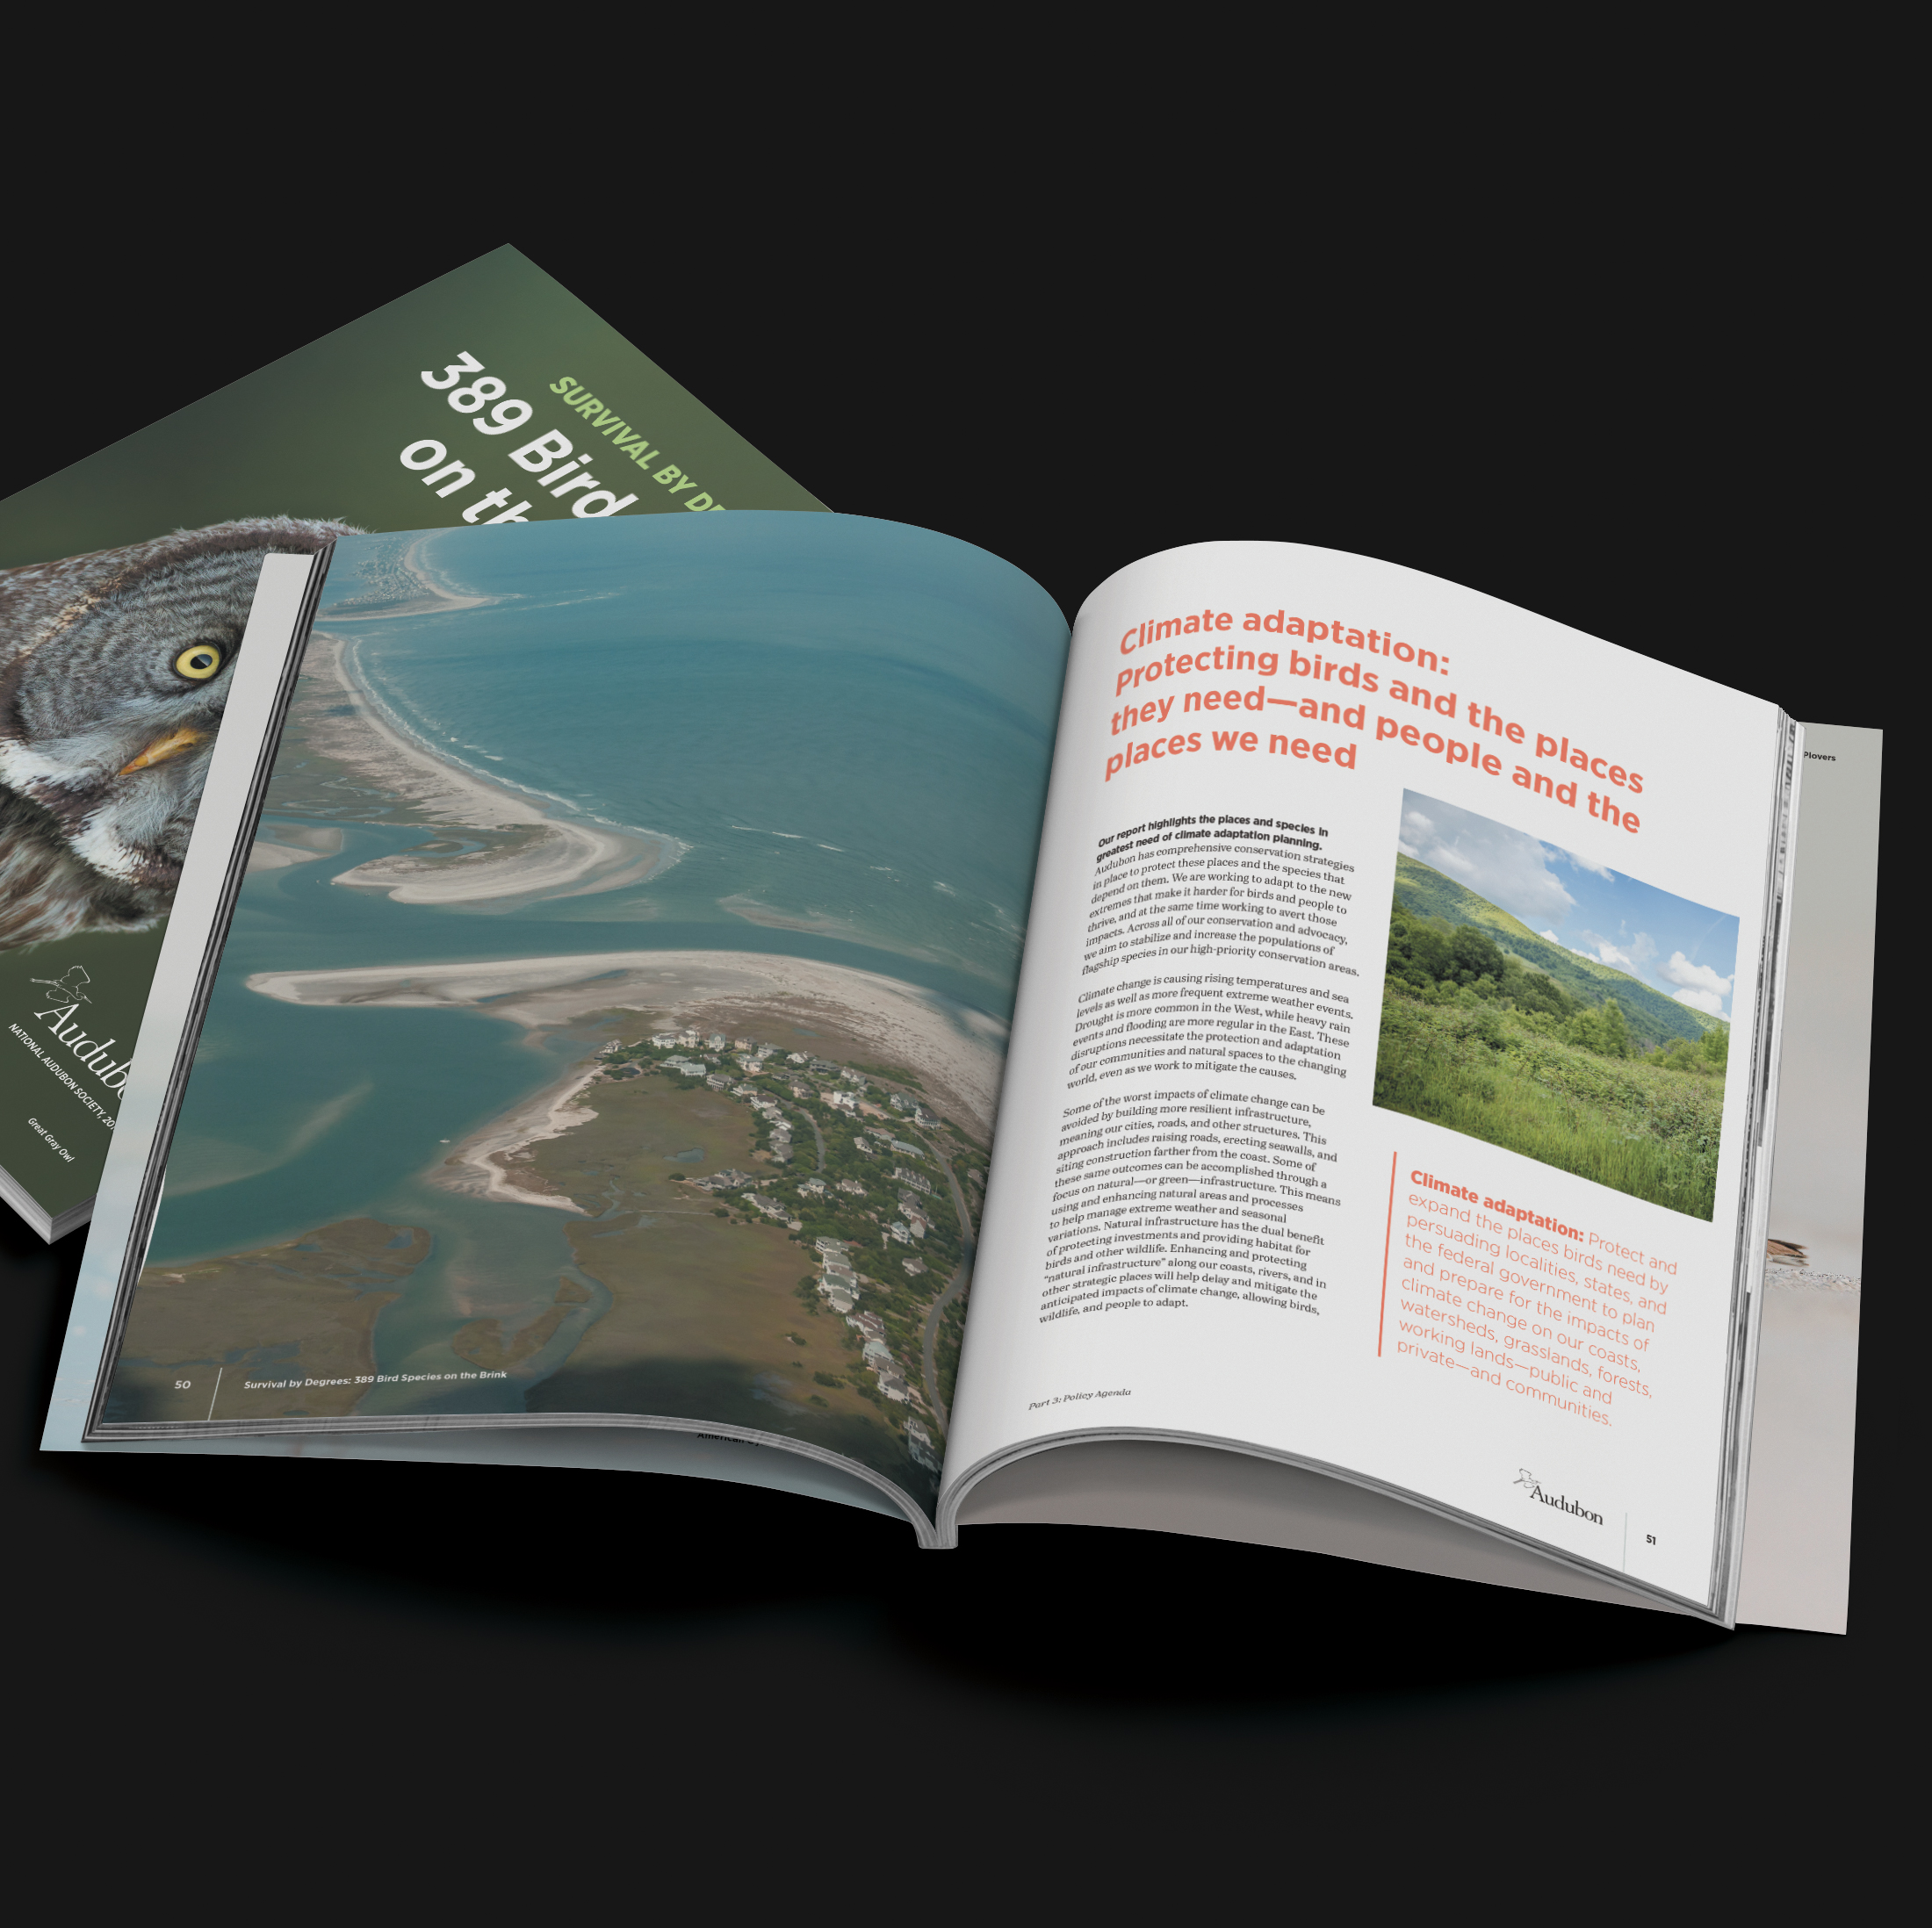 SURVIVAL BY DE
389 Bird
on th
Audubo
NATIONAL AUDUBON SOCIETY, 20
Great Gray Owl
50
Survival by Degrees: 389 Bird Species on the Brink
Climate adaptation:
Protecting birds and the places
they need—and people and the
places we need
Our report highlights the places and species in
greatest need of climate adaptation planning.
Audubon has comprehensive conservation strategies
in place to protect these places and the species that
depend on them. We are working to adapt to the new
extremes that make it harder for birds and people to
thrive, and at the same time working to avert those
impacts. Across all of our conservation and advocacy,
we aim to stabilize and increase the populations of
flagship species in our high-priority conservation areas.
Climate change is causing rising temperatures and sea
levels as well as more frequent extreme weather events.
Drought is more common in the West, while heavy rain
events and flooding are more regular in the East. These
disruptions necessitate the protection and adaptation
of our communities and natural spaces to the changing
world, even as we work to mitigate the causes.
Some of the worst impacts of climate change can be
avoided by building more resilient infrastructure,
meaning our cities, roads, and other structures. This
approach includes raising roads, erecting seawalls, and
siting construction farther from the coast. Some of
these same outcomes can be accomplished through a
focus on natural—or green—infrastructure. This means
using and enhancing natural areas and processes
to help manage extreme weather and seasonal
variations. Natural infrastructure has the dual benefit
of protecting investments and providing habitat for
birds and other wildlife. Enhancing and protecting
"natural infrastructure" along our coasts, rivers, and in
other strategic places will help delay and mitigate the
anticipated impacts of climate change, allowing birds,
wildlife, and people to adapt.
Climate adaptation: Protect and
expand the places birds need by
persuading localities, states, and
the federal government to plan
and prepare for the impacts of
climate change on our coasts,
watersheds, grasslands, forests,
working lands—public and
private—and communities.
Part 3: Policy Agenda
Audubon
51
Plovers